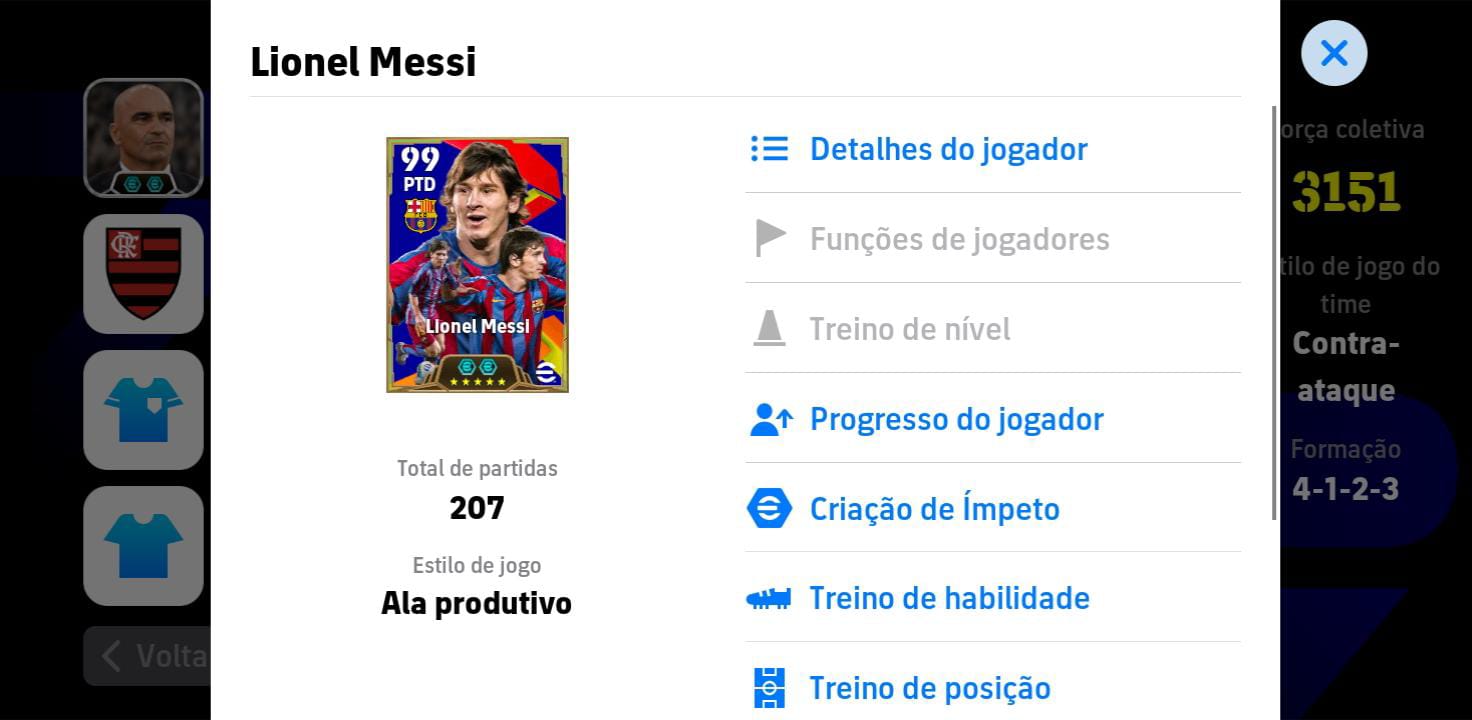 Lionel Messi
99
PTD
Lionel Messi
Total de partidas
207
Estilo de jogo
Ala produtivo
Detalhes do jogador
Funções de jogadores
Treino de nível
Progresso do jogador
Criação de Ímpeto
Treino de habilidade
Treino de posição
Volta
orça coletiva
3151
tilo de jogo do
time
Contra-
ataque
Formação
4-1-2-3